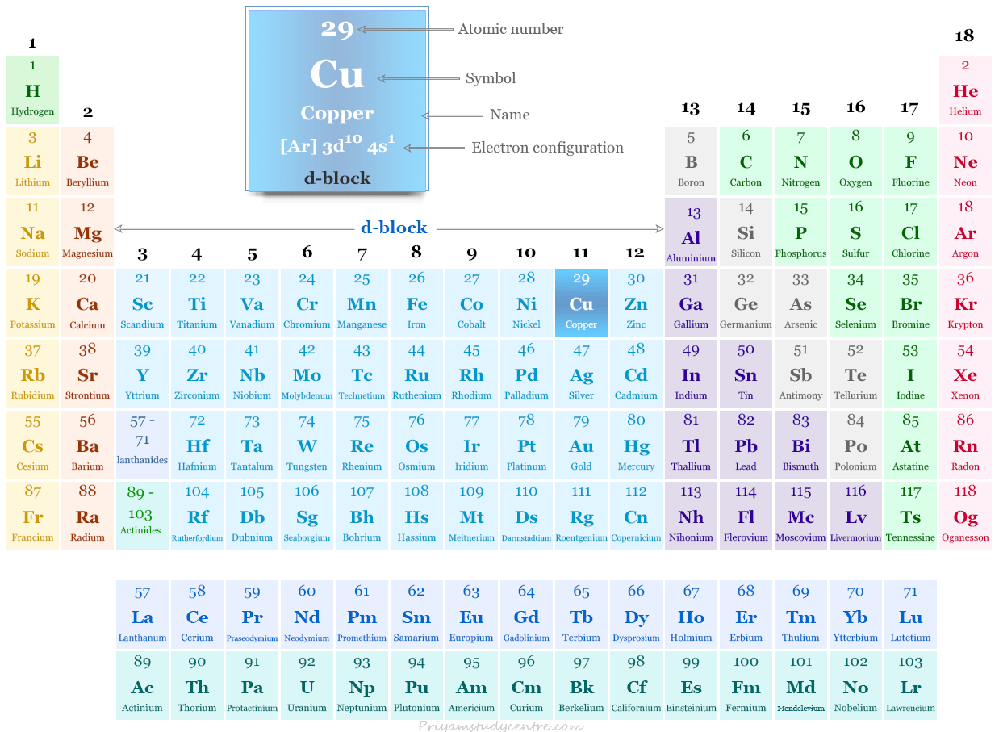 29
Atomic number
Cu
Symbol
Copper
Name
[Ar] 3d¹⁰ 4s¹
Electron configuration
d-block
1 18
1 2
H He
Hydrogen 2 13 14 15 16 17 Helium
3 4 5 6 7 8 9 10
Li Be B C N O F Ne
Lithium Beryllium Boron Carbon Nitrogen Oxygen Fluorine Neon
11 12 13 14 15 16 17 18
Na Mg d-block Al Si P S Cl Ar
Sodium Magnesium 3 4 5 6 7 8 9 10 11 12 Aluminium Silicon Phosphorus Sulfur Chlorine Argon
19 20 21 22 23 24 25 26 27 28 29 30 31 32 33 34 35 36
K Ca Sc Ti Va Cr Mn Fe Co Ni Cu Zn Ga Ge As Se Br Kr
Potassium Calcium Scandium Titanium Vanadium Chromium Manganese Iron Cobalt Nickel Copper Zinc Gallium Germanium Arsenic Selenium Bromine Krypton
37 38 39 40 41 42 43 44 45 46 47 48 49 50 51 52 53 54
Rb Sr Y Zr Nb Mo Tc Ru Rh Pd Ag Cd In Sn Sb Te I Xe
Rubidium Strontium Yttrium Zirconium Niobium Molybdenum Technetium Ruthenium Rhodium Palladium Silver Cadmium Indium Tin Antimony Tellurium Iodine Xenon
55 56 57 - 71 72 73 74 75 76 77 78 79 80 81 82 83 84 85 86
Cs Ba Hf Ta W Re Os Ir Pt Au Hg Tl Pb Bi Po At Rn
Cesium Barium lanthanides Hafnium Tantalum Tungsten Rhenium Osmium Iridium Platinum Gold Mercury Thallium Lead Bismuth Polonium Astatine Radon
87 88 89 - 103 104 105 106 107 108 109 110 111 112 113 114 115 116 117 118
Fr Ra Rf Db Sg Bh Hs Mt Ds Rg Cn Nh Fl Mc Lv Ts Og
Francium Radium Actinides Rutherfordium Dubnium Seaborgium Bohrium Hassium Meitnerium Darmstadtium Roentgenium Copernicium Nihonium Flerovium Moscovium Livermorium Tennessine Oganesson
57 58 59 60 61 62 63 64 65 66 67 68 69 70 71
La Ce Pr Nd Pm Sm Eu Gd Tb Dy Ho Er Tm Yb Lu
Lanthanum Cerium Praseodymium Neodymium Promethium Samarium Europium Gadolinium Terbium Dysprosium Holmium Erbium Thulium Ytterbium Lutetium
89 90 91 92 93 94 95 96 97 98 99 100 101 102 103
Ac Th Pa U Np Pu Am Cm Bk Cf Es Fm Md No Lr
Actinium Thorium Protactinium Uranium Neptunium Plutonium Americium Curium Berkelium Californium Einsteinium Fermium Mendelevium Nobelium Lawrencium
Priyamstudycentre.com